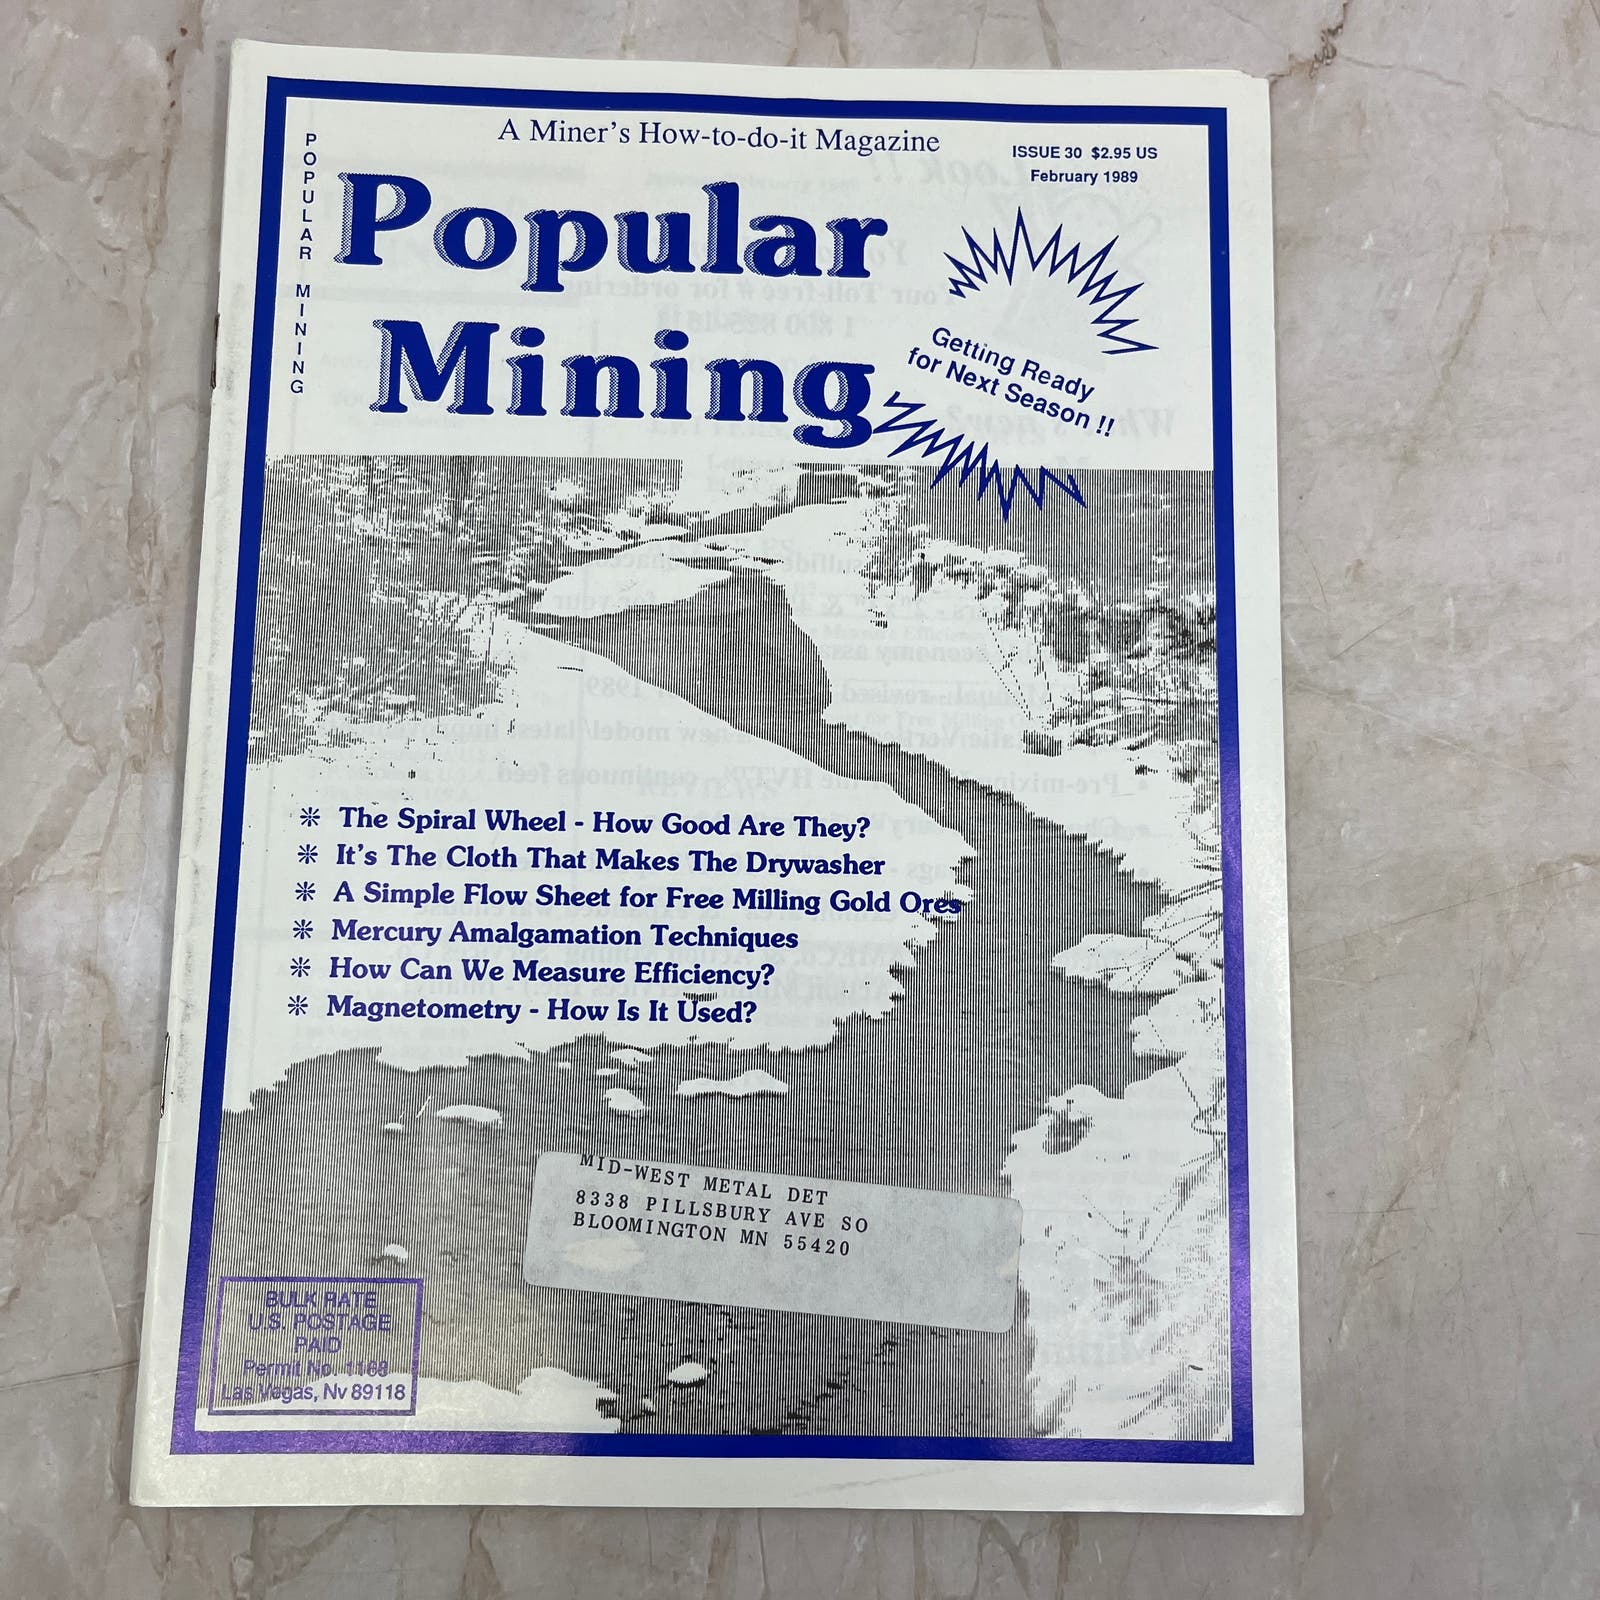 A Miner's How-to-do-it Magazine
ISSUE 30 $2.95 US
February 1989
POPULAR MINING
Popular
Mining
Getting Ready
for Next Season !!
❊ The Spiral Wheel - How Good Are They?
❊ It's The Cloth That Makes The Drywasher
❊ A Simple Flow Sheet for Free Milling Gold Ores
❊ Mercury Amalgamation Techniques
❊ How Can We Measure Efficiency?
❊ Magnetometry - How Is It Used?
MID-WEST METAL DET
8338 PILLSBURY AVE SO
BLOOMINGTON MN 55420
BULK RATE
U.S. POSTAGE
PAID
Permit No. 1168
Las Vegas, Nv 89118